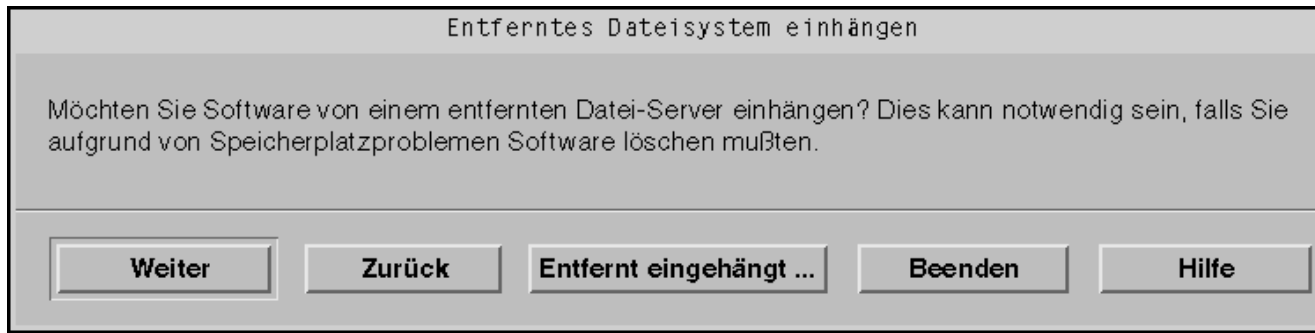 Entferntes Dateisystem einhängen
Möchten Sie Software von einem entfernten Datei-Server einhängen? Dies kann notwendig sein, falls Sie
aufgrund von Speicherplatzproblemen Software löschen mußten.
Weiter Zurück Entfernt eingehängt ... Beenden Hilfe